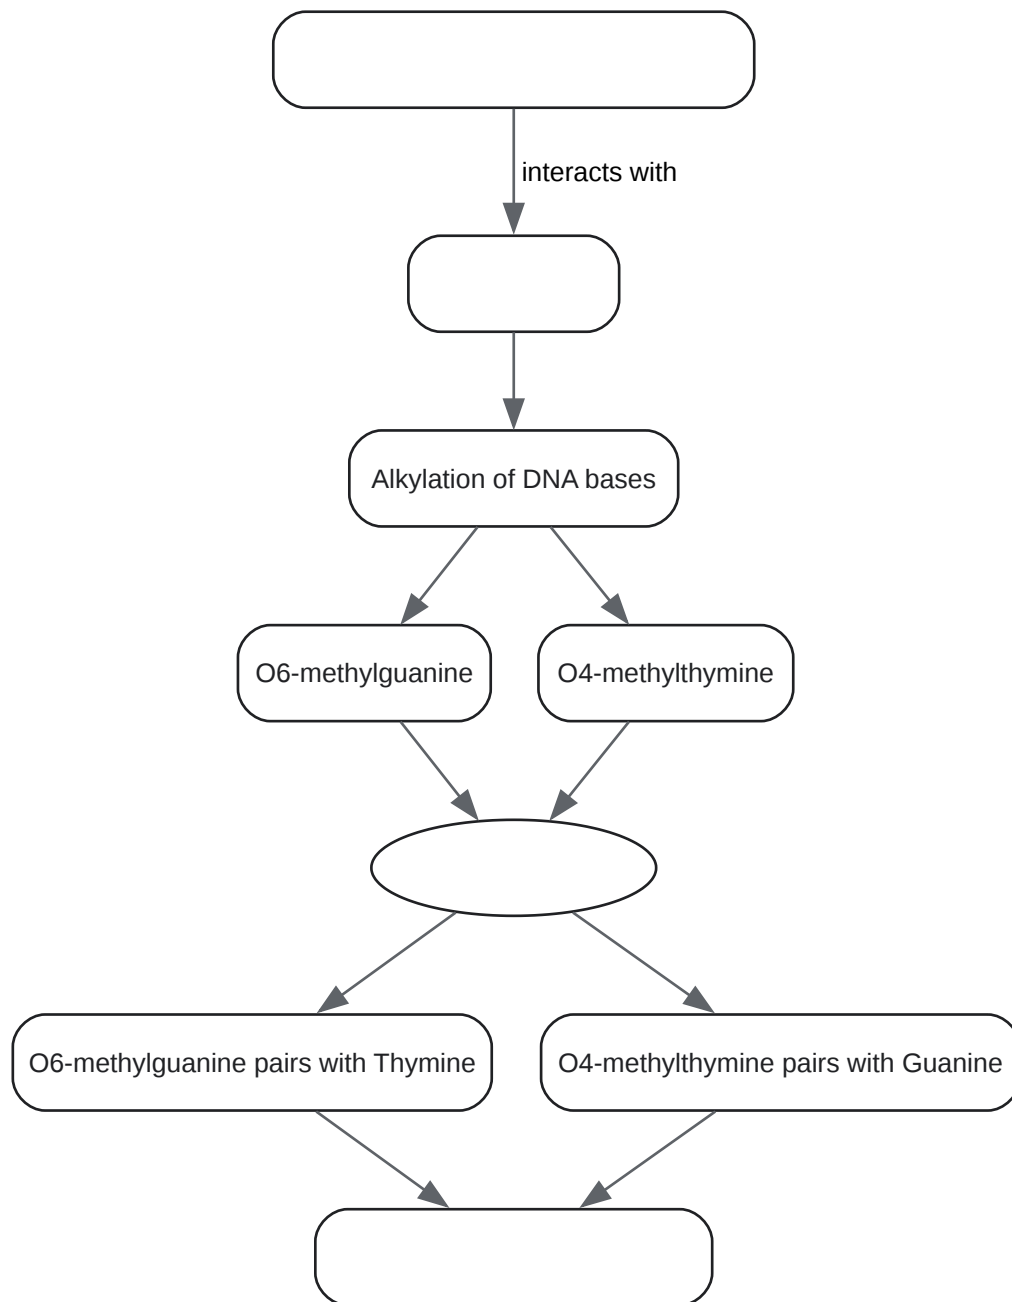 interacts with
Alkylation of DNA bases
O6-methylguanine
O4-methylthymine
O6-methylguanine pairs with Thymine
O4-methylthymine pairs with Guanine